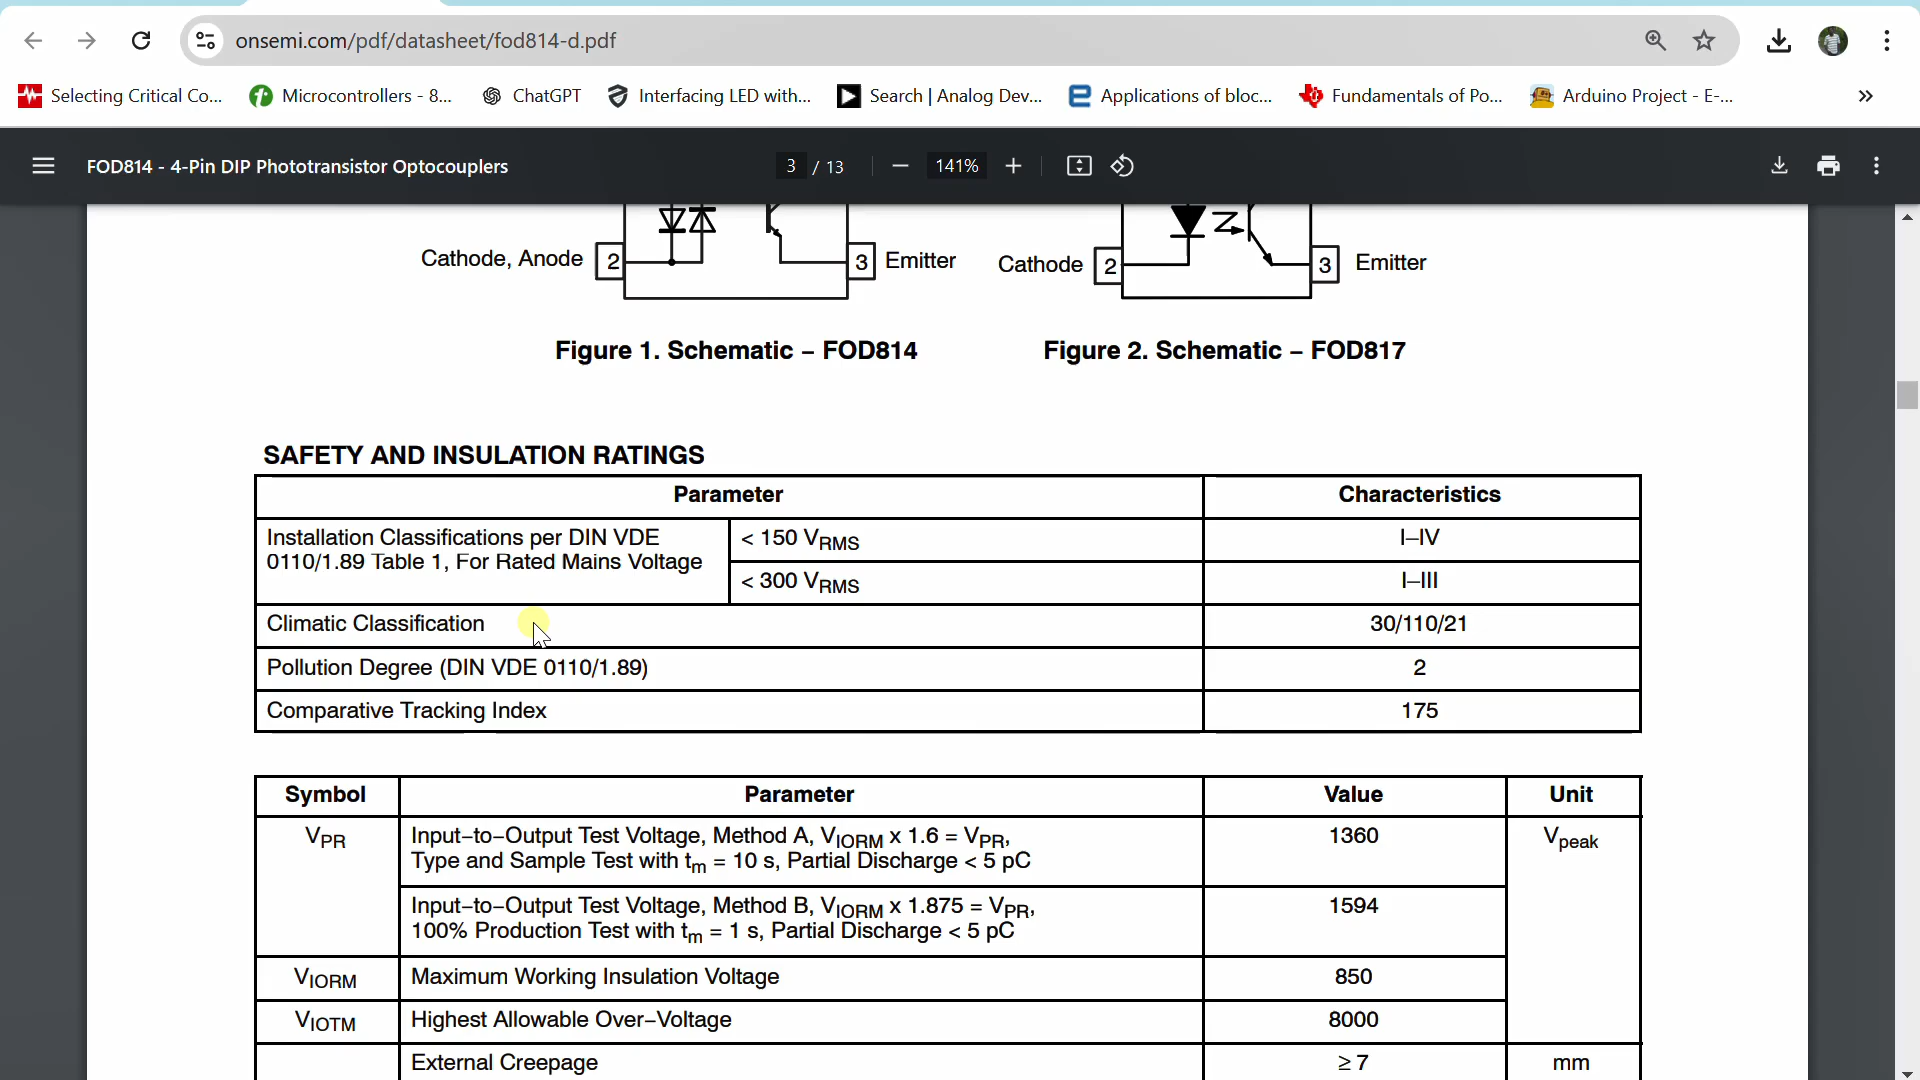 onsemi.com/pdf/datasheet/fod814-d.pdf
Selecting Critical Co... Microcontrollers - 8... ChatGPT Interfacing LED with... Search | Analog Dev... Applications of bloc... Fundamentals of Po... Arduino Project - E-... »
FOD814 - 4-Pin DIP Phototransistor Optocouplers 3 / 13 − 141% +
Cathode, Anode 2 3 Emitter Cathode 2 3 Emitter
Figure 1. Schematic – FOD814 Figure 2. Schematic – FOD817
SAFETY AND INSULATION RATINGS
Parameter Characteristics
Installation Classifications per DIN VDE < 150 VRMS I–IV
0110/1.89 Table 1, For Rated Mains Voltage
< 300 VRMS I–III
Climatic Classification 30/110/21
Pollution Degree (DIN VDE 0110/1.89) 2
Comparative Tracking Index 175
Symbol Parameter Value Unit
VPR Input–to–Output Test Voltage, Method A, VIORM x 1.6 = VPR, 1360 Vpeak
Type and Sample Test with tm = 10 s, Partial Discharge < 5 pC
Input–to–Output Test Voltage, Method B, VIORM x 1.875 = VPR, 1594
100% Production Test with tm = 1 s, Partial Discharge < 5 pC
VIORM Maximum Working Insulation Voltage 850
VIOTM Highest Allowable Over–Voltage 8000
External Creepage ≥ 7 mm